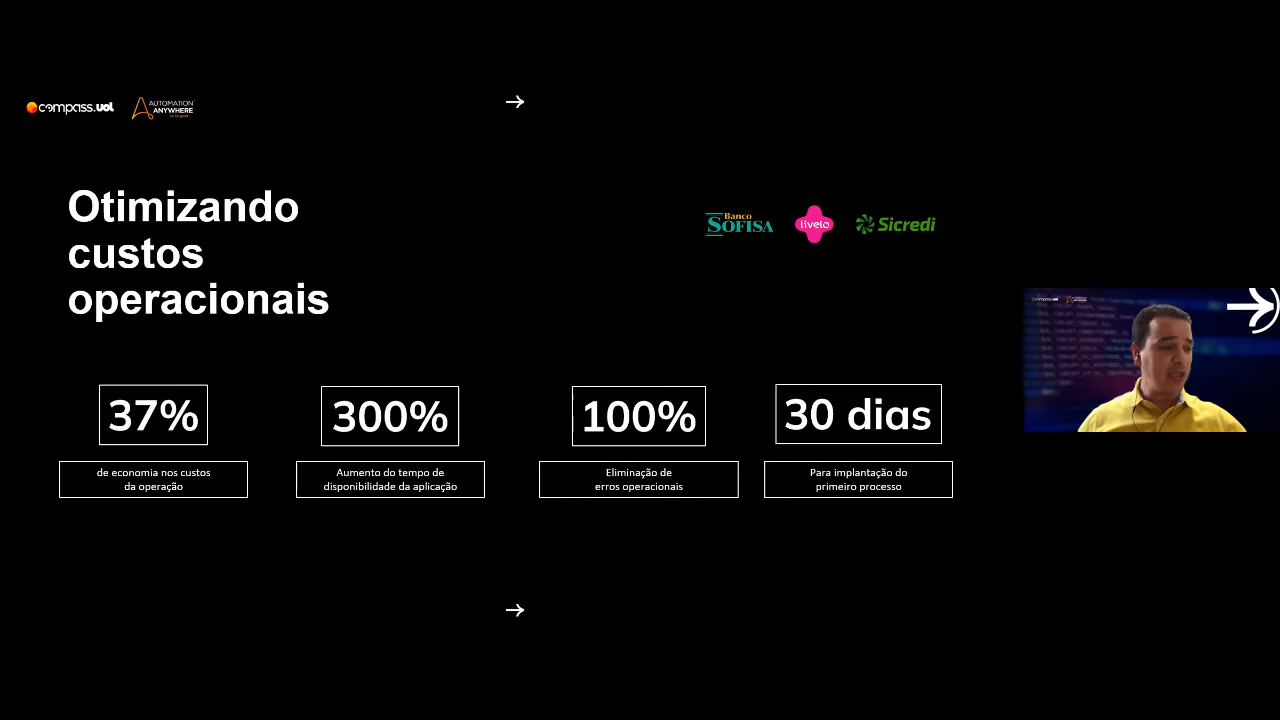 compass.uol
AUTOMATION
ANYWHERE
Otimizando
custos
operacionais
Banco
SOFISA
livelo
Sicredi
37%
300%
100%
30 dias
de economia nos custos
da operação
Aumento do tempo de
disponibilidade da aplicação
Eliminação de
erros operacionais
Para implantação do
primeiro processo